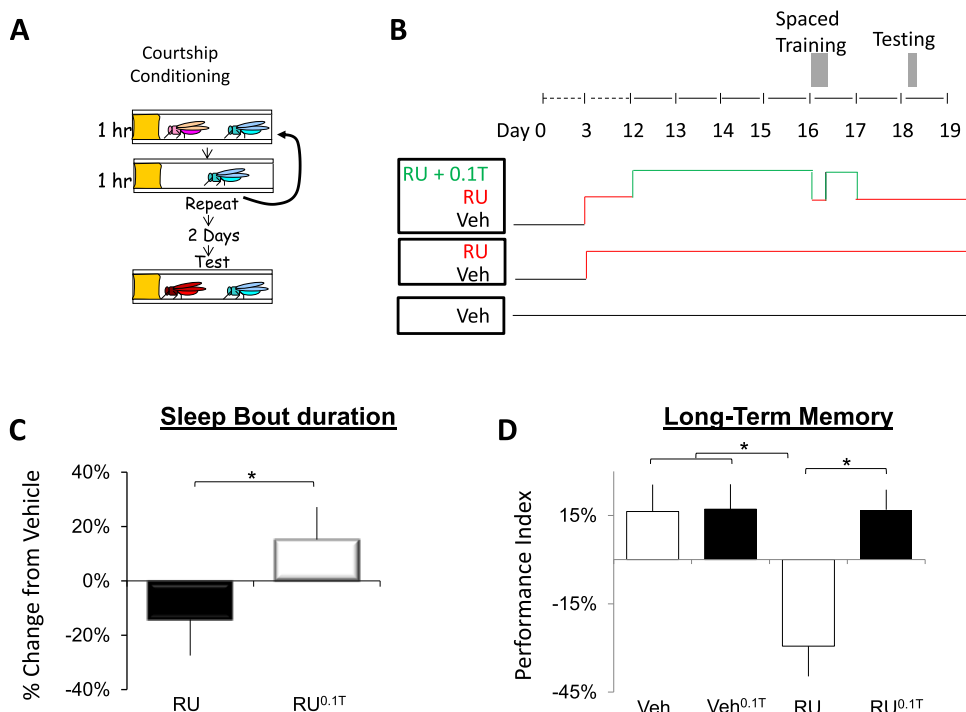 A
Courtship
Conditioning
1 hr
1 hr
Repeat
2 Days
Test
B
Spaced
Training
Testing
Day 0 3 12 13 14 15 16 17 18 19
RU + 0.1T
RU
Veh
RU
Veh
Veh
C
Sleep Bout duration
% Change from Vehicle
40%
20%
0%
-20%
-40%
*
RU RU0.1T
D
Long-Term Memory
Performance Index
15%
-15%
-45%
*
*
Veh Veh0.1T RU RU0.1T